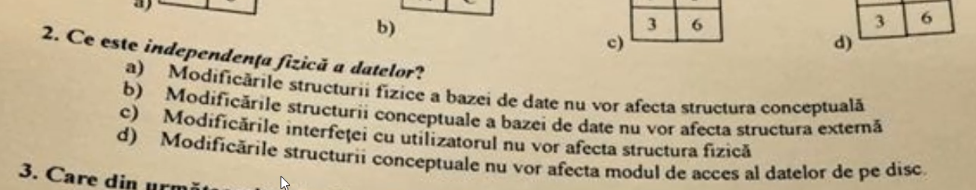 a)
b)
3 6
c)
3 6
d)
2. Ce este independența fizică a datelor?
a) Modificările structurii fizice a bazei de date nu vor afecta structura conceptuală
b) Modificările structurii conceptuale a bazei de date nu vor afecta structura externă
c) Modificările interfeței cu utilizatorul nu vor afecta structura fizică
d) Modificările structurii conceptuale nu vor afecta modul de acces al datelor de pe disc.
3. Care din